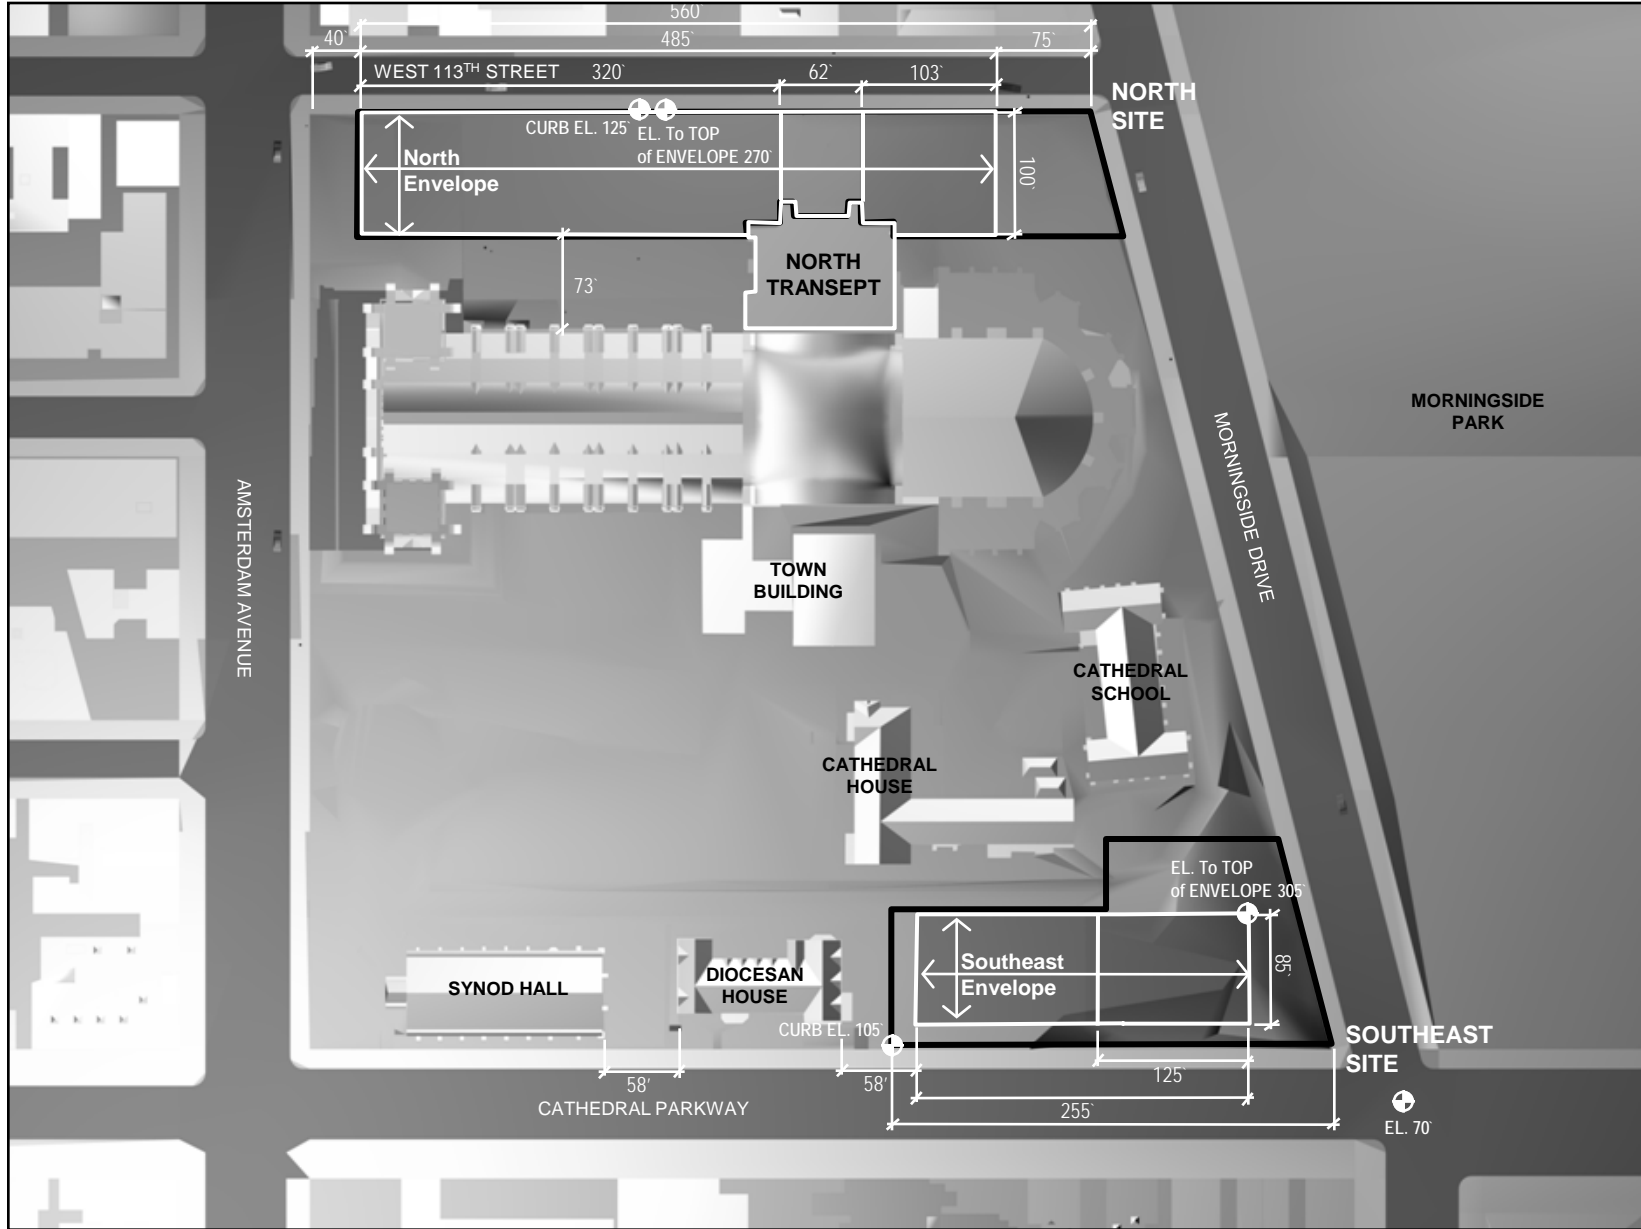 560`
40`
485`
75`
WEST 113TH STREET
320`
62`
103`
NORTH
SITE
CURB EL. 125`
EL. To TOP
of ENVELOPE 270`
North
Envelope
100`
NORTH
TRANSEPT
73`
MORNINGSIDE
PARK
MORNINGSIDE DRIVE
AMSTERDAM AVENUE
TOWN
BUILDING
CATHEDRAL
SCHOOL
CATHEDRAL
HOUSE
EL. To TOP
of ENVELOPE 305`
Southeast
Envelope
85`
SYNOD HALL
DIOCESAN
HOUSE
CURB EL. 105`
SOUTHEAST
SITE
58'
58'
125`
255`
CATHEDRAL PARKWAY
EL. 70`